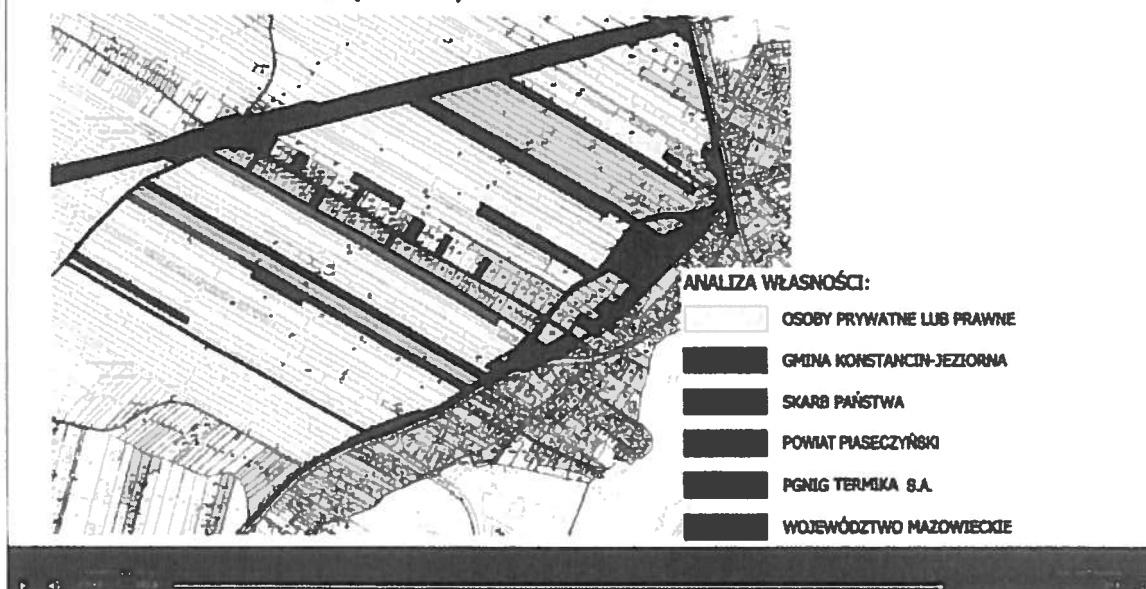 ANALIZA WŁASNOŚCI:
OSOBY PRYWATNE LUB PRAWNE
GMINA KONSTANCIN-JEZIORNA
SKARB PAŃSTWA
POWIAT PIASECZYŃSKI
PGNIG TERMIKA S.A.
WOJEWÓDZTWO MAZOWIECKIE